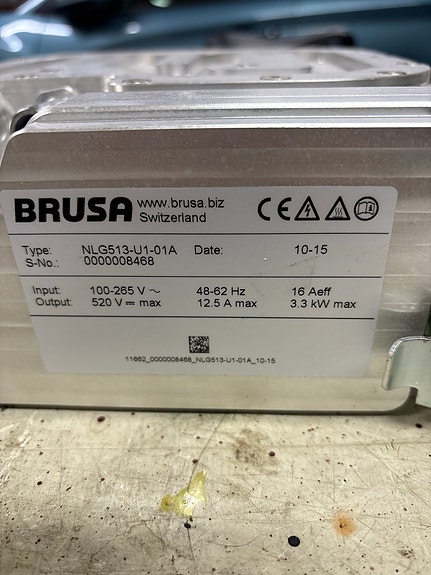 BRUSA www.brusa.biz
Switzerland
CE
Type: NLG513-U1-01A Date: 10-15
S-No.: 0000008468
Input: 100-265 V ~ 48-62 Hz 16 Aeff
Output: 520 V ⎓ max 12.5 A max 3.3 kW max
11662_0000008468_NLG513-U1-01A_10-15